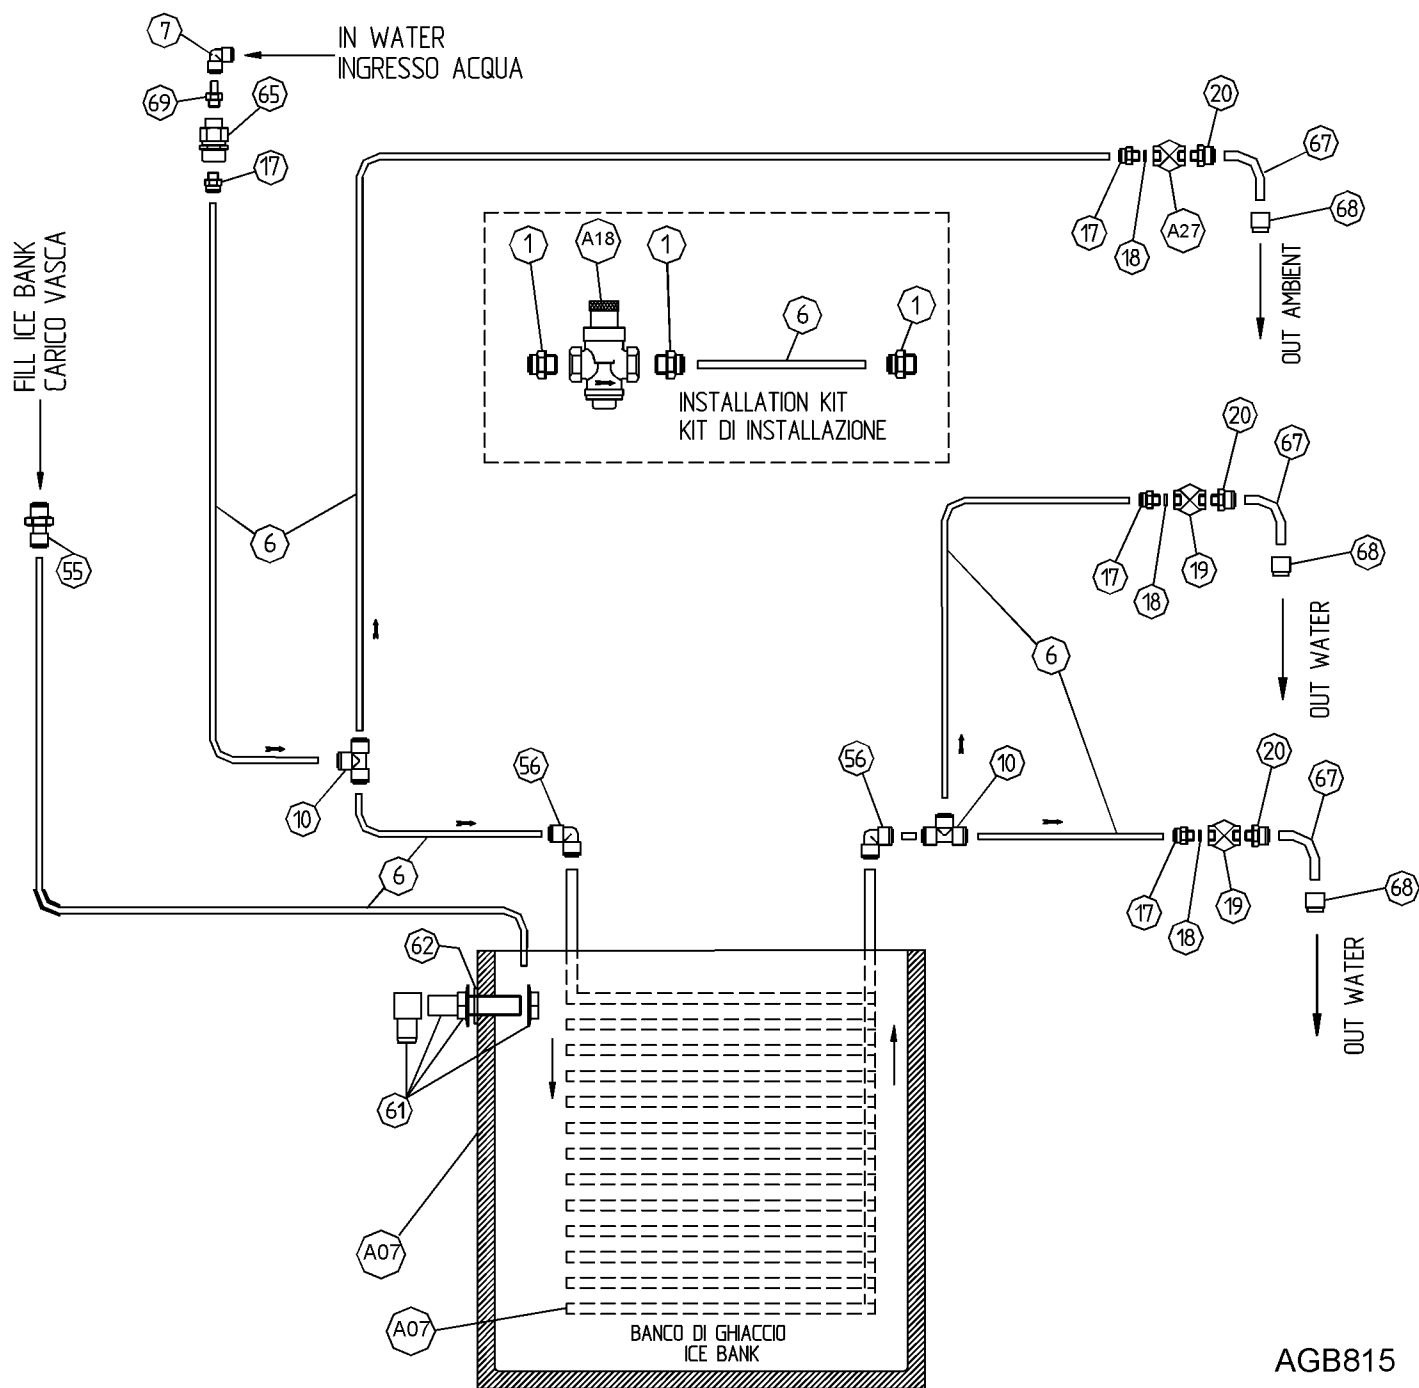 7
IN WATER
INGRESSO ACQUA
69
65
17
20
67
68
17
18
A27
OUT AMBIENT
FILL ICE BANK
CARICO VASCA
1
A18
1
6
1
INSTALLATION KIT
KIT DI INSTALLAZIONE
6
55
20
67
68
17
18
19
OUT WATER
6
10
56
56
10
20
67
68
17
18
19
OUT WATER
6
62
61
A07
A07
BANCO DI GHIACCIO
ICE BANK
AGB815